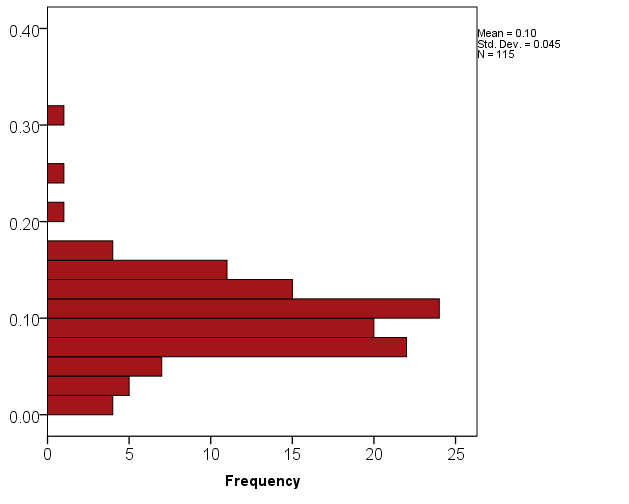 0.40
0.30
0.20
0.10
0.00
0 5 10 15 20 25
Frequency
Mean = 0.10
Std. Dev. = 0.045
N = 115